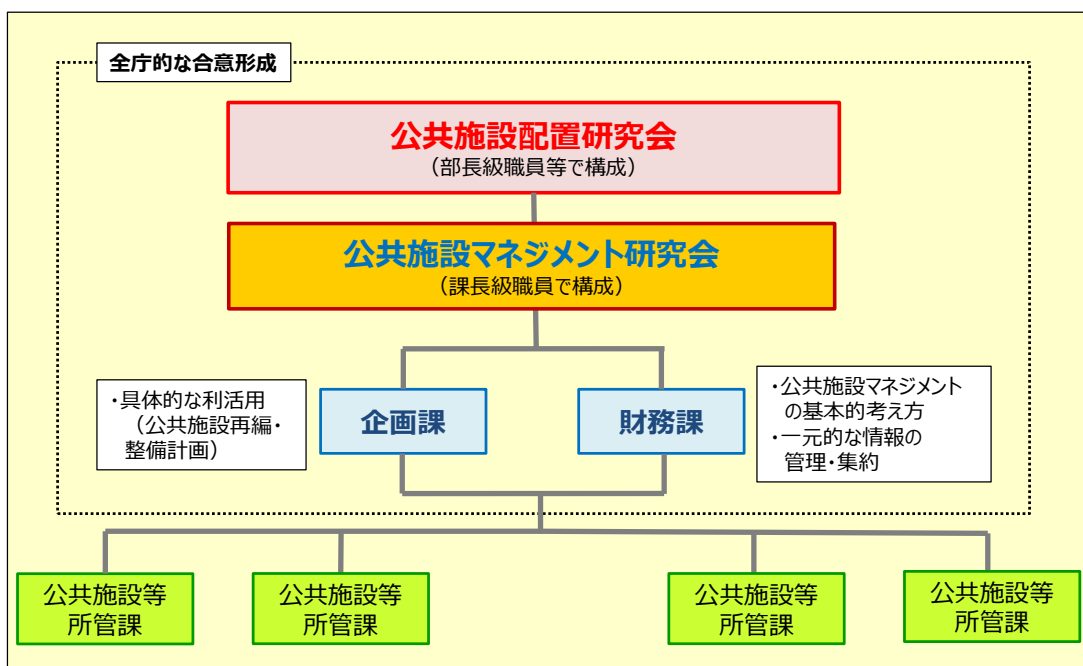 全庁的な合意形成
公共施設配置研究会
（部長級職員等で構成）
公共施設マネジメント研究会
（課長級職員で構成）
・具体的な利活用
（公共施設再編・
整備計画）
企画課
財務課
・公共施設マネジメント
の基本的考え方
・一元的な情報の
管理・集約
公共施設等
所管課
公共施設等
所管課
公共施設等
所管課
公共施設等
所管課